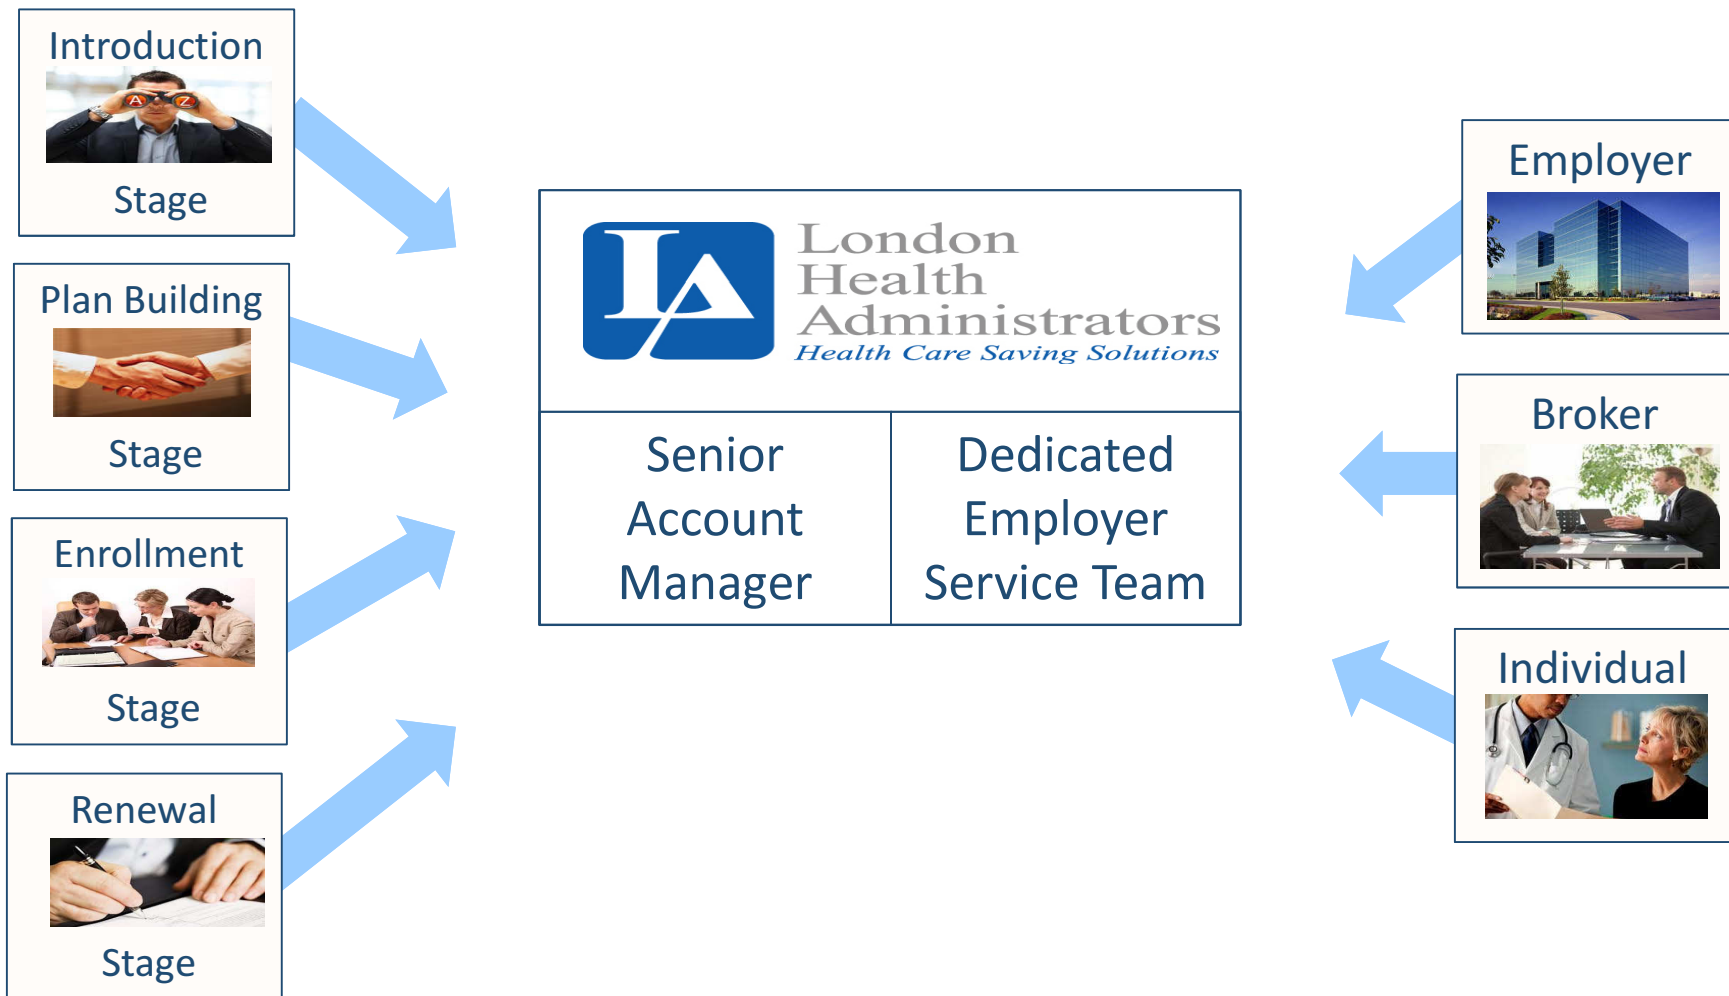 Introduction
A Z
Stage
Plan Building
Stage
Enrollment
Stage
Renewal
Stage
LA
London
Health
Administrators
Health Care Saving Solutions
Senior
Account
Manager
Dedicated
Employer
Service Team
Employer
Broker
Individual